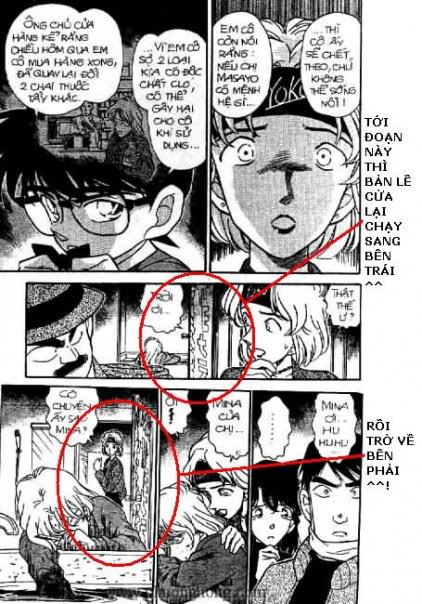 ÔNG CHỦ CỬA
HÀNG KỂ RẰNG
CHIỀU HÔM QUA EM
CÔ MUA HÀNG XONG,
ĐÃ QUAY LẠI ĐỔI
2 CHAI THUỐC
TẨY KHÁC.
...VÌ EM CÔ
SỢ 2 LOẠI
KIA CÓ ĐỘC
CHẤT CLO,
CÓ THỂ
GÂY HẠI
CHO CÔ
KHI SỬ
DỤNG...
EM CÔ
CÒN NÓI
RẰNG:
NẾU CHỊ
MASAYO
CÓ MỆNH
HỆ GÌ...
... THÌ
CÔ ẤY
SẼ CHẾT
THEO, CHỨ
KHÔNG
THỂ SỐNG
NỔI!
YOKO
TỚI
ĐOẠN
NÀY
THÌ
BẢN LỀ
CỬA
LẠI
CHẠY
SANG
BÊN
TRÁI
^^
ƠI...
THẬT
THẾ
Ư?
CÓ
CHUYỆN
ẤY SAO
MINA?
MINA
CỦA
CHỊ...
MINA
ƠI
HU
HU HU...
RỒI
TRỞ VỀ
BÊN
PHẢI
^^!